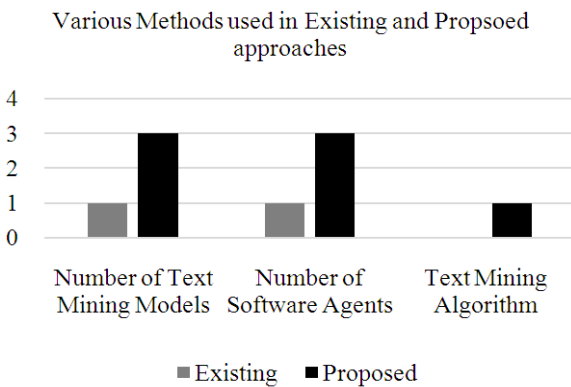 Various Methods used in Existing and Propsoed
approaches
4
3
2
1
0
Number of Text
Mining Models
Number of
Software Agents
Text Mining
Algorithm
Existing
Proposed